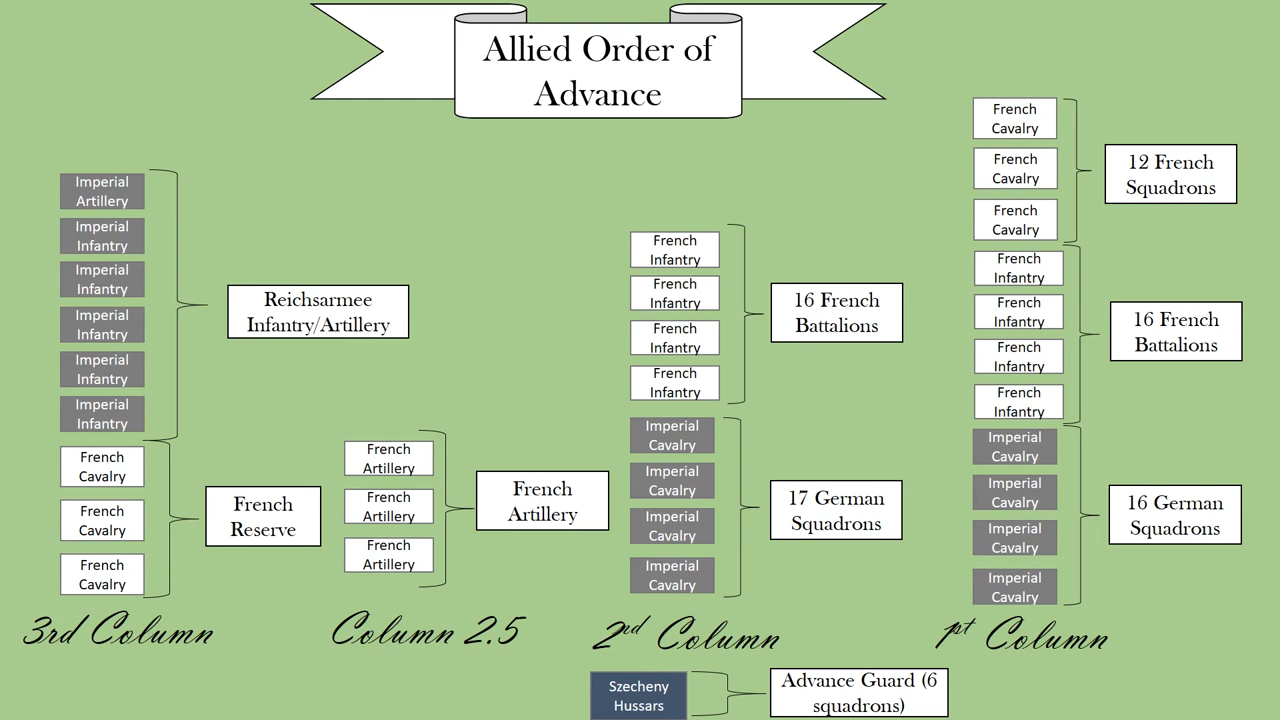 Allied Order of
Advance
Imperial
Artillery
Imperial
Infantry
Imperial
Infantry
Imperial
Infantry
Imperial
Infantry
Imperial
Infantry
Reichsarmee
Infantry/Artillery
French
Cavalry
French
Cavalry
French
Cavalry
French
Reserve
3rd Column
French
Artillery
French
Artillery
French
Artillery
French
Artillery
Column 2.5
French
Infantry
French
Infantry
French
Infantry
French
Infantry
16 French
Battalions
Imperial
Cavalry
Imperial
Cavalry
Imperial
Cavalry
Imperial
Cavalry
17 German
Squadrons
2nd Column
French
Cavalry
French
Cavalry
French
Cavalry
12 French
Squadrons
French
Infantry
French
Infantry
French
Infantry
French
Infantry
16 French
Battalions
Imperial
Cavalry
Imperial
Cavalry
Imperial
Cavalry
Imperial
Cavalry
16 German
Squadrons
1st Column
Szecheny
Hussars
Advance Guard (6
squadrons)